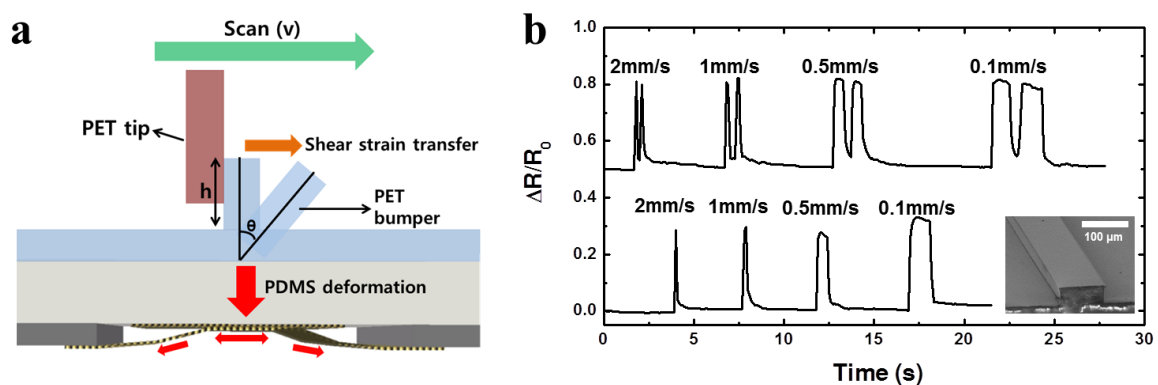 a
Scan (v)
PET tip
Shear strain transfer
h
θ
PET
bumper
PDMS deformation
b
ΔR/R0
1.0
0.8
0.6
0.4
0.2
0.0
2mm/s 1mm/s 0.5mm/s 0.1mm/s
2mm/s 1mm/s 0.5mm/s 0.1mm/s
100 μm
0 5 10 15 20 25 30
Time (s)